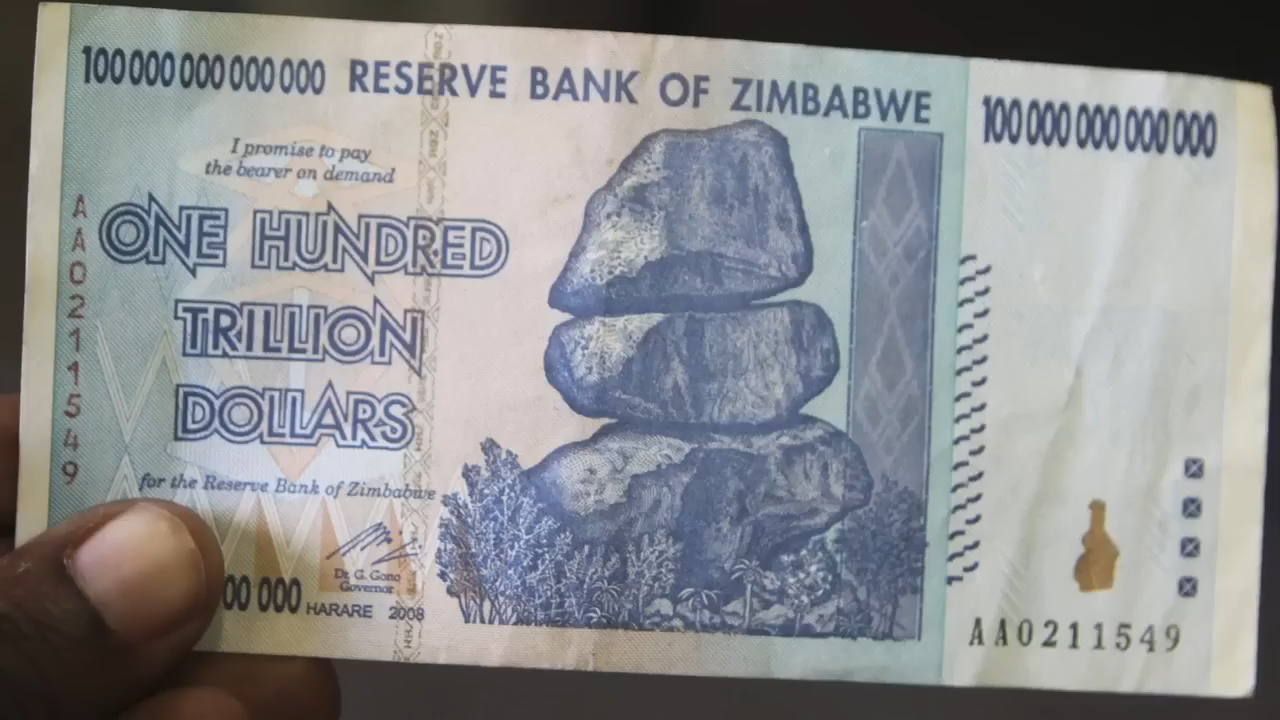 100 000 000 000 000 RESERVE BANK OF ZIMBABWE
100 000 000 000 000
I promise to pay
the bearer on demand
ONE HUNDRED
TRILLION
DOLLARS
for the Reserve Bank of Zimbabwe
Dr. G. Gono
Governor
00 000 HARARE 2008
AA0211549
AA0211549